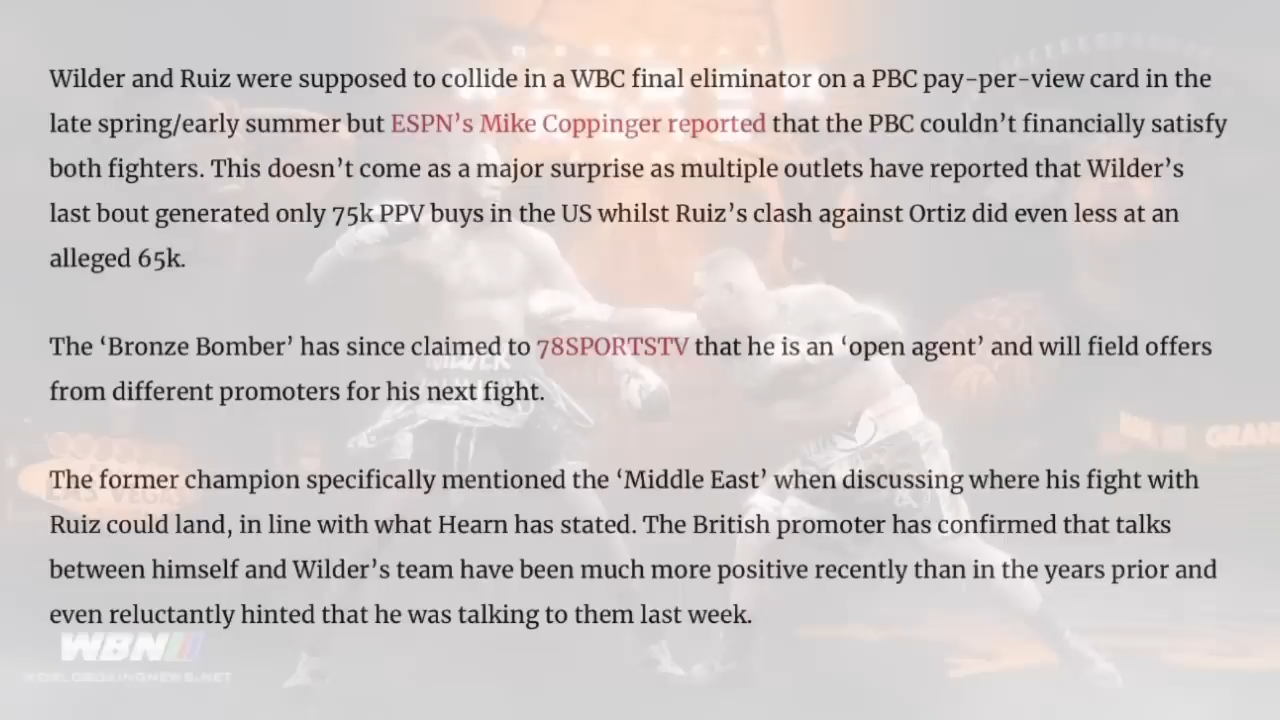 Wilder and Ruiz were supposed to collide in a WBC final eliminator on a PBC pay-per-view card in the
late spring/early summer but ESPN’s Mike Coppinger reported that the PBC couldn’t financially satisfy
both fighters. This doesn’t come as a major surprise as multiple outlets have reported that Wilder’s
last bout generated only 75k PPV buys in the US whilst Ruiz’s clash against Ortiz did even less at an
alleged 65k.
The ‘Bronze Bomber’ has since claimed to 78SPORTSTV that he is an ‘open agent’ and will field offers
from different promoters for his next fight.
WILDER
GRAN
The former champion specifically mentioned the ‘Middle East’ when discussing where his fight with
LAS VEGAS
Ruiz could land, in line with what Hearn has stated. The British promoter has confirmed that talks
between himself and Wilder’s team have been much more positive recently than in the years prior and
even reluctantly hinted that he was talking to them last week.
WBN
WORLDBOXINGNEWS.NET